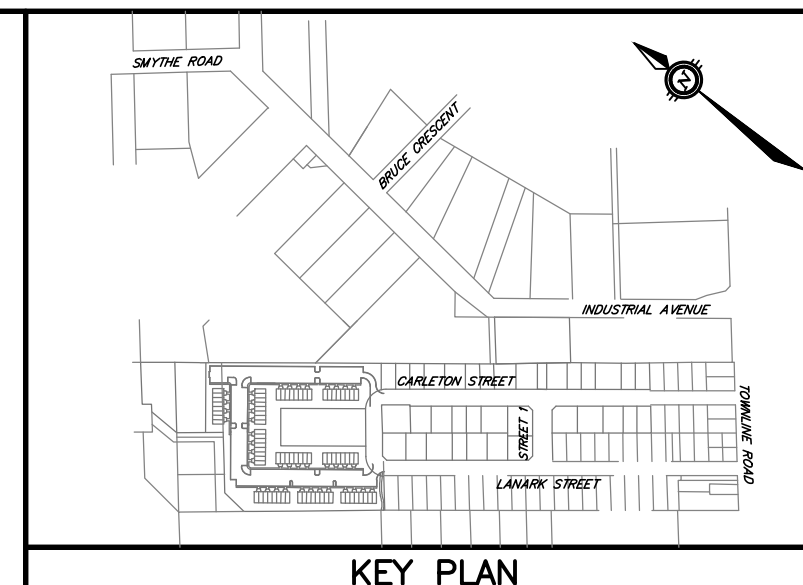 SMYTHE ROAD
N
BRUCE CRESCENT
INDUSTRIAL AVENUE
CARLETON STREET
STREET 1
TOWNLINE ROAD
LANARK STREET
KEY PLAN